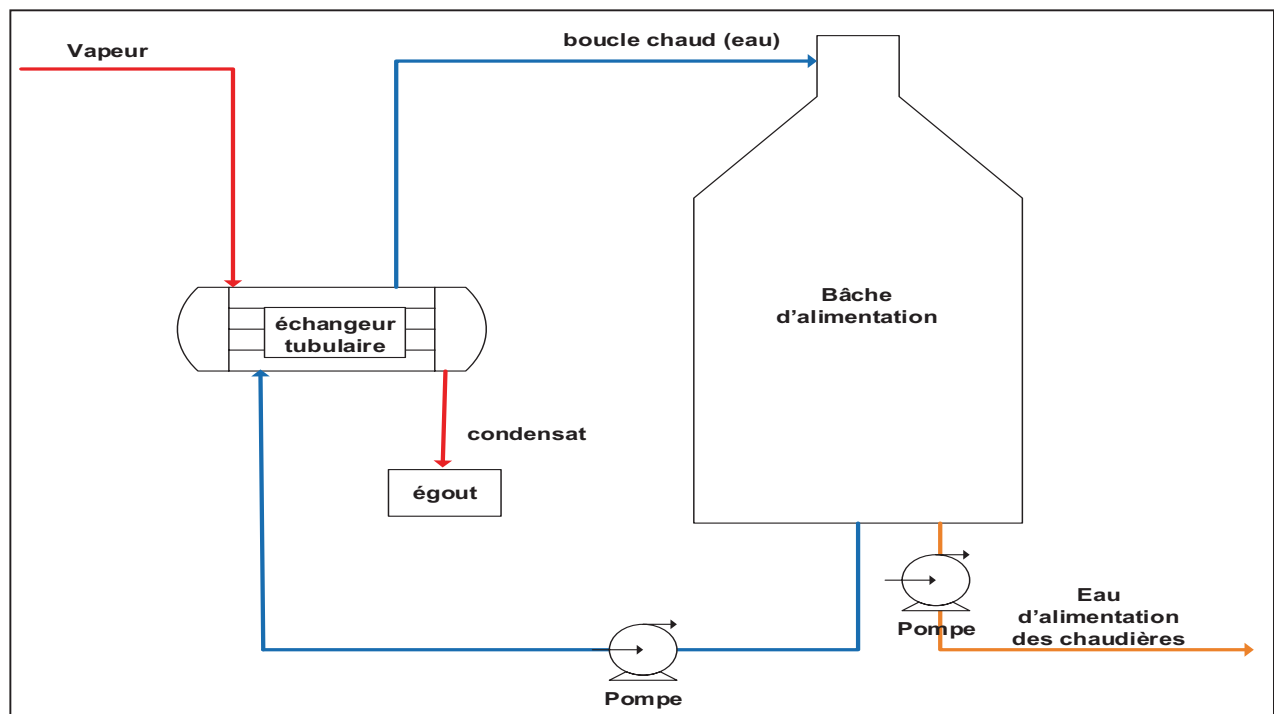 Vapeur
boucle chaud (eau)
échangeur
tubulaire
Bâche
d'alimentation
condensat
égout
Pompe
Eau
d'alimentation
des chaudières
Pompe